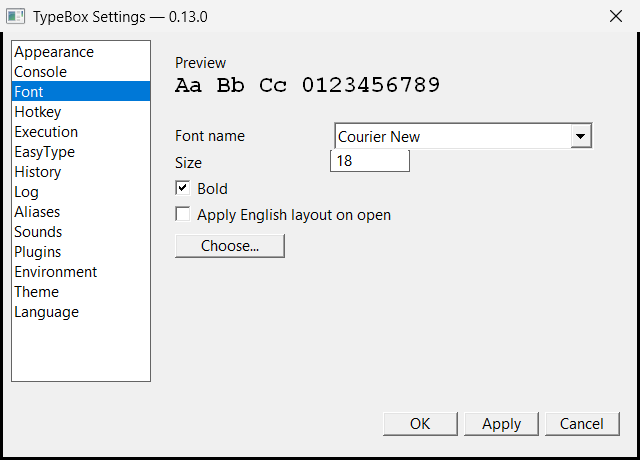 TypeBox Settings — 0.13.0
Appearance
Console
Font
Hotkey
Execution
EasyType
History
Log
Aliases
Sounds
Plugins
Environment
Theme
Language
Preview
Aa Bb Cc 0123456789
Font name
Courier New
Size
18
Bold
Apply English layout on open
Choose...
OK
Apply
Cancel